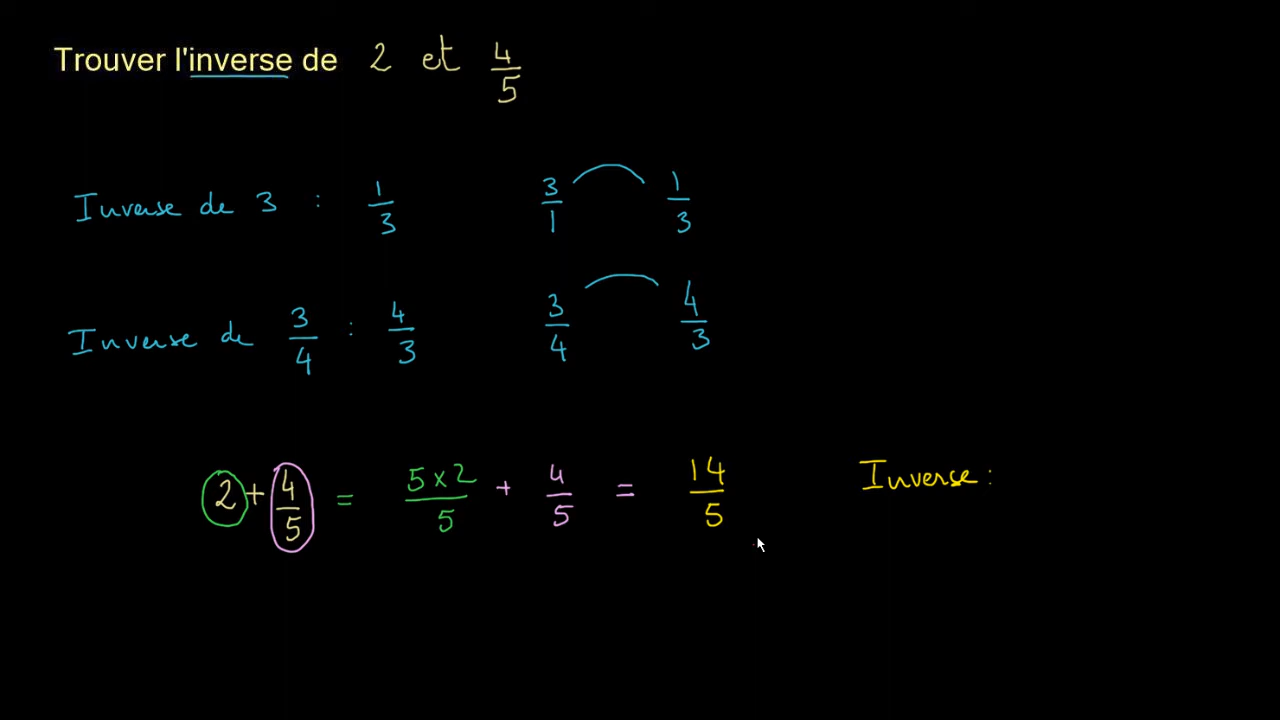 Trouver l'inverse de 2 et 4/5
Inverse de 3 : 1/3 3/1 1/3
Inverse de 3/4 : 4/3 3/4 4/3
2 + 4/5 = 5 x 2/5 + 4/5 = 14/5 Inverse :